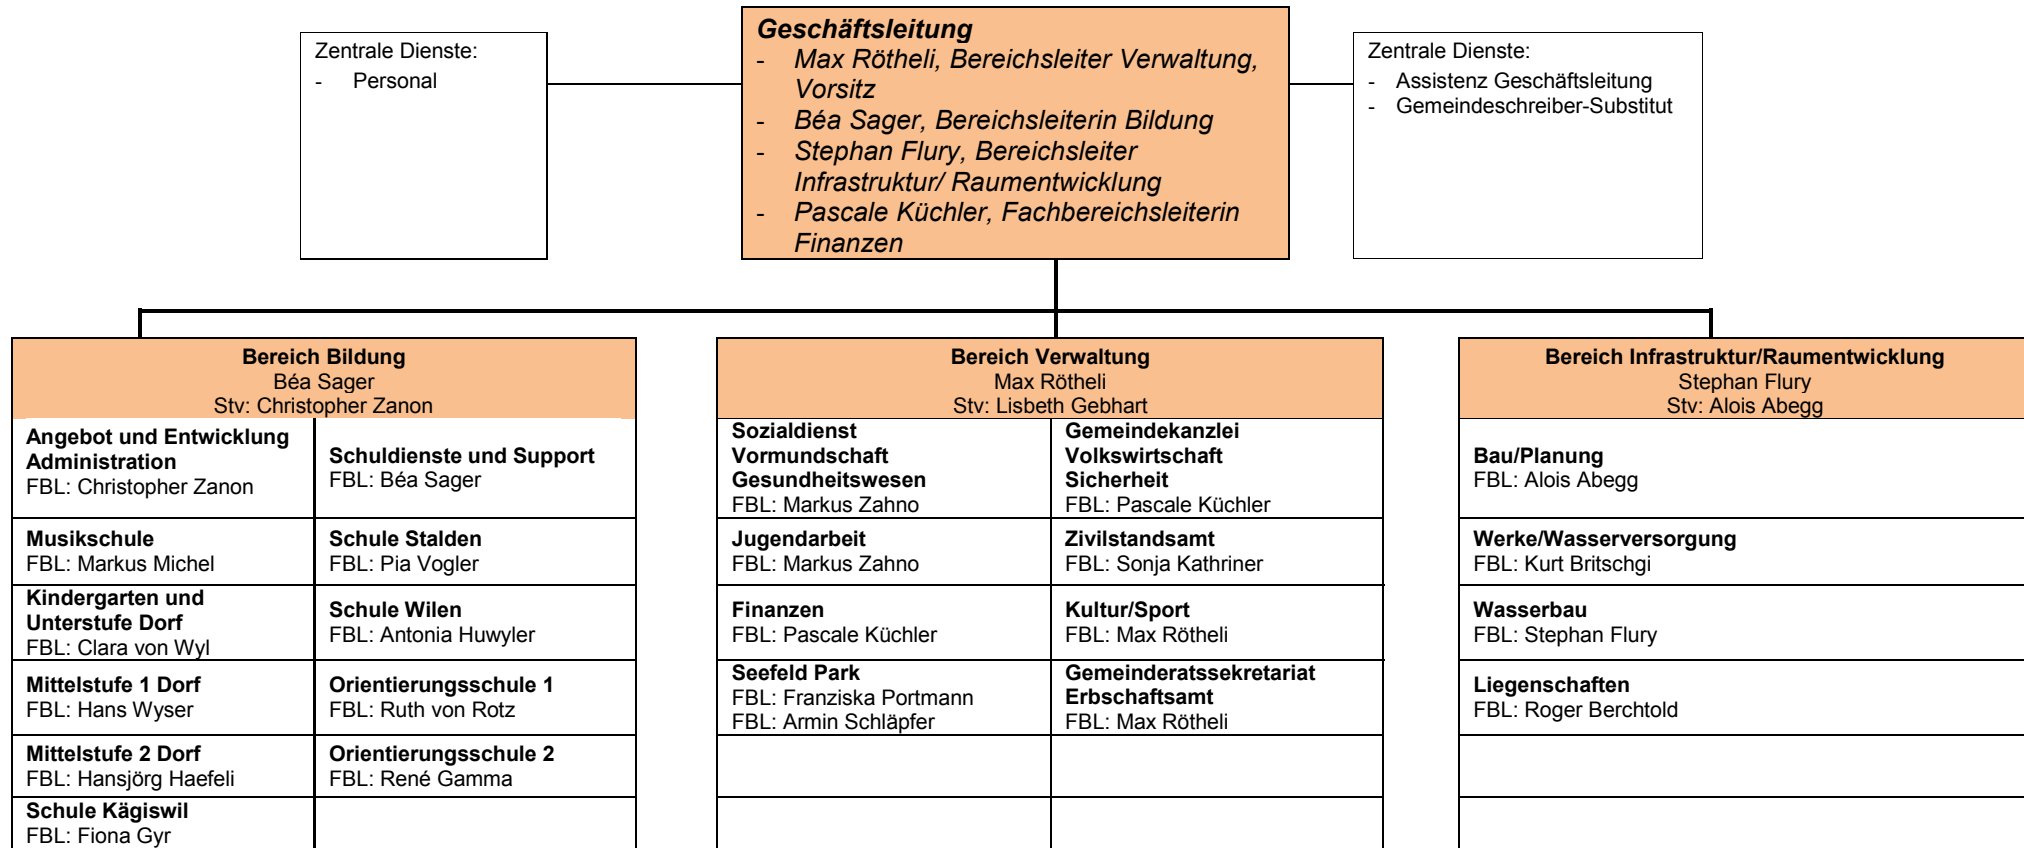 Zentrale Dienste:
- Personal
Geschäftsleitung
- Max Rötheli, Bereichsleiter Verwaltung,
Vorsitz
- Béa Sager, Bereichsleiterin Bildung
- Stephan Flury, Bereichsleiter
Infrastruktur/ Raumentwicklung
- Pascale Küchler, Fachbereichsleiterin
Finanzen
Zentrale Dienste:
- Assistenz Geschäftsleitung
- Gemeindeschreiber-Substitut
Bereich Bildung
Béa Sager
Stv: Christopher Zanon
Angebot und Entwicklung
Administration
FBL: Christopher Zanon
Schuldienste und Support
FBL: Béa Sager
Musikschule
FBL: Markus Michel
Schule Stalden
FBL: Pia Vogler
Kindergarten und
Unterstufe Dorf
FBL: Clara von Wyl
Schule Wilen
FBL: Antonia Huwyler
Mittelstufe 1 Dorf
FBL: Hans Wyser
Orientierungsschule 1
FBL: Ruth von Rotz
Mittelstufe 2 Dorf
FBL: Hansjörg Haefeli
Orientierungsschule 2
FBL: René Gamma
Schule Kägiswil
FBL: Fiona Gyr
Bereich Verwaltung
Max Rötheli
Stv: Lisbeth Gebhart
Sozialdienst
Vormundschaft
Gesundheitswesen
FBL: Markus Zahno
Gemeindekanzlei
Volkswirtschaft
Sicherheit
FBL: Pascale Küchler
Jugendarbeit
FBL: Markus Zahno
Zivilstandsamt
FBL: Sonja Kathriner
Finanzen
FBL: Pascale Küchler
Kultur/Sport
FBL: Max Rötheli
Seefeld Park
FBL: Franziska Portmann
FBL: Armin Schläpfer
Gemeinderatssekretariat
Erbschaftsamt
FBL: Max Rötheli
Bereich Infrastruktur/Raumentwicklung
Stephan Flury
Stv: Alois Abegg
Bau/Planung
FBL: Alois Abegg
Werke/Wasserversorgung
FBL: Kurt Britschgi
Wasserbau
FBL: Stephan Flury
Liegenschaften
FBL: Roger Berchtold